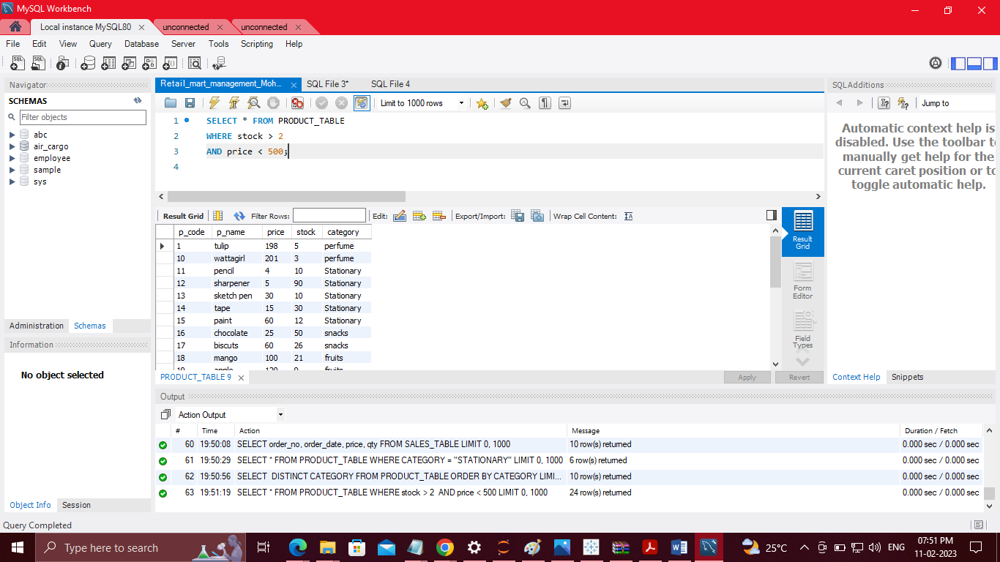 MySQL Workbench
Local instance MySQL80
unconnected
unconnected
File Edit View Query Database Server Tools Scripting Help
Navigator
SCHEMAS
Filter objects
abc
air_cargo
employee
sample
sys
Administration Schemas
Information
No object selected
Object Info Session
Retail_mart_management_Moh... SQL File 3* SQL File 4
Limit to 1000 rows
1 SELECT * FROM PRODUCT_TABLE
2 WHERE stock > 2
3 AND price < 500;
4
Result Grid Filter Rows: Edit: Export/Import: Wrap Cell Content:
p_code p_name price stock category
1 tulip 198 5 perfume
10 wattagirl 201 3 perfume
11 pencil 4 10 Stationary
12 sharpener 5 90 Stationary
13 sketch pen 30 10 Stationary
14 tape 15 30 Stationary
15 paint 60 12 Stationary
16 chocolate 25 50 snacks
17 biscuts 60 26 snacks
18 mango 100 21 fruits
Result Grid
Form Editor
Field Types
PRODUCT_TABLE 9
Apply Revert
SQLAdditions
Jump to
Automatic context help is
disabled. Use the toolbar to
manually get help for the
current caret position or to
toggle automatic help.
Context Help Snippets
Output
Action Output
# Time Action Message Duration / Fetch
60 19:50:08 SELECT order_no, order_date, price, qty FROM SALES_TABLE LIMIT 0, 1000 10 row(s) returned 0.000 sec / 0.000 sec
61 19:50:29 SELECT * FROM PRODUCT_TABLE WHERE CATEGORY = "STATIONARY" LIMIT 0, 1000 6 row(s) returned 0.000 sec / 0.000 sec
62 19:50:56 SELECT DISTINCT CATEGORY FROM PRODUCT_TABLE ORDER BY CATEGORY LIMI... 10 row(s) returned 0.000 sec / 0.000 sec
63 19:51:19 SELECT * FROM PRODUCT_TABLE WHERE stock > 2 AND price < 500 LIMIT 0, 1000 24 row(s) returned 0.000 sec / 0.000 sec
Query Completed
Type here to search
25°C
ENG
07:51 PM
11-02-2023